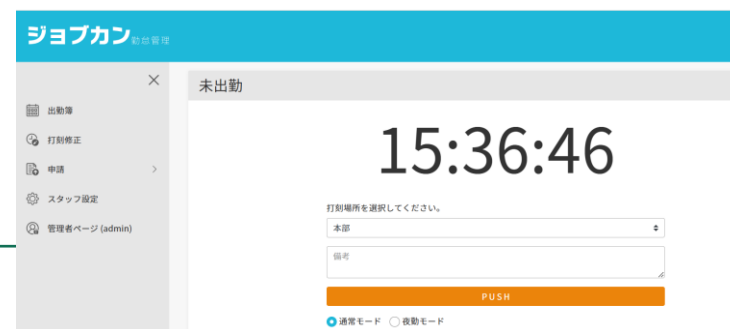 ジョブカン勤怠管理
未出勤
出勤簿
打刻修正
申請
スタッフ設定
管理者ページ (admin)
15:36:46
打刻場所を選択してください。
本部
備考
PUSH
通常モード 夜勤モード